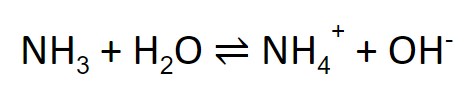 NH₃ + H₂O ⇌ NH₄⁺ + OH⁻